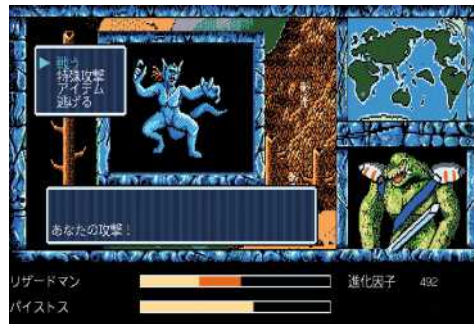 戦う
特殊攻撃
アイテム
逃げる
あなたの攻撃!
リザードマン
進化因子 492
パイストス